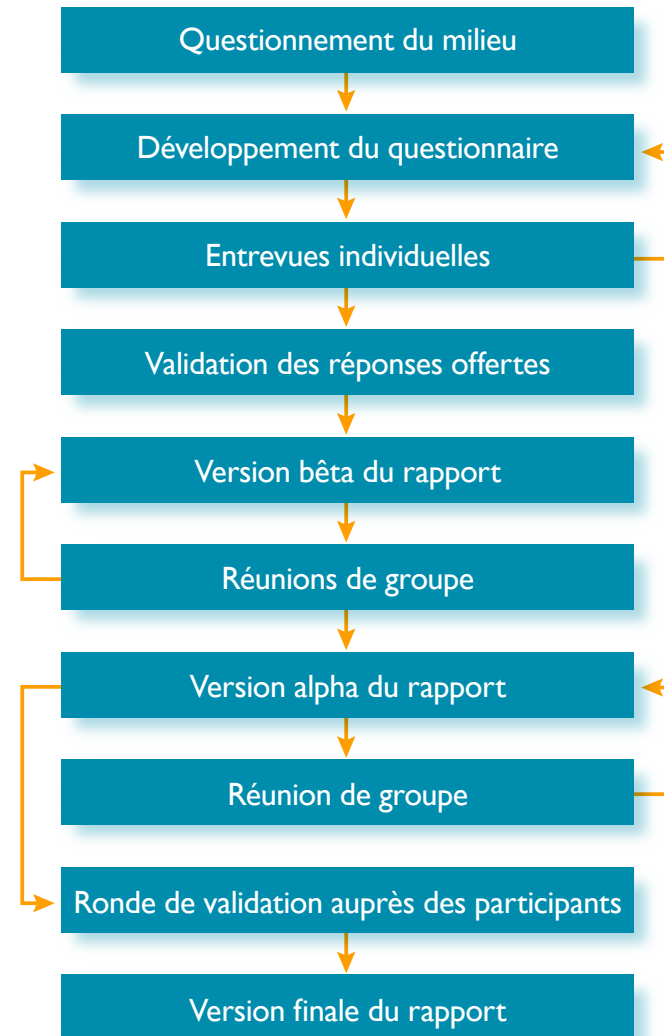 Questionnement du milieu
Développement du questionnaire
Entrevues individuelles
Validation des réponses offertes
Version bêta du rapport
Réunions de groupe
Version alpha du rapport
Réunion de groupe
Ronde de validation auprès des participants
Version finale du rapport